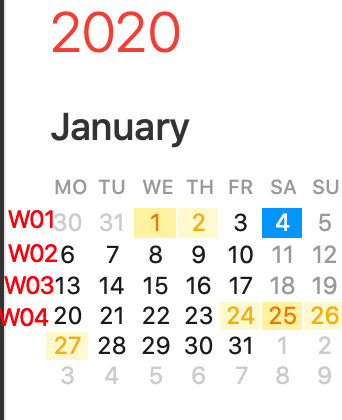 2020
January
MO TU WE TH FR SA SU
W01 30 31 1 2 3 4 5
W02 6 7 8 9 10 11 12
W03 13 14 15 16 17 18 19
W04 20 21 22 23 24 25 26
27 28 29 30 31 1 2
3 4 5 6 7 8 9